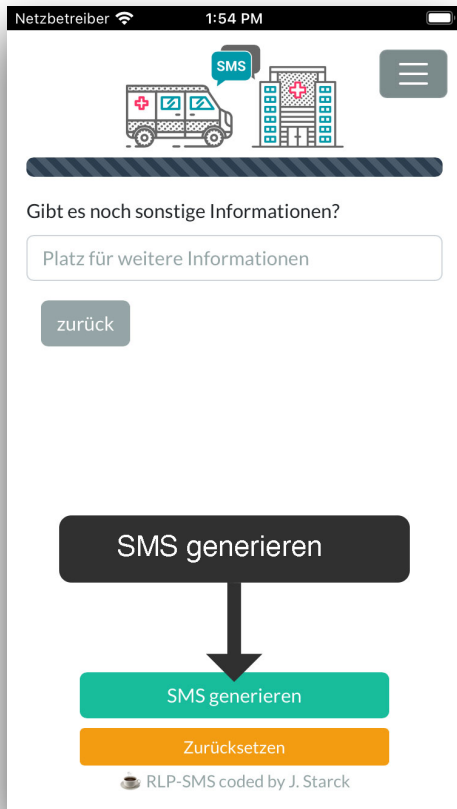 Netzbetreiber 1:54 PM
SMS
Gibt es noch sonstige Informationen?
Platz für weitere Informationen
zurück
SMS generieren
SMS generieren
Zurücksetzen
RLP-SMS coded by J. Starck